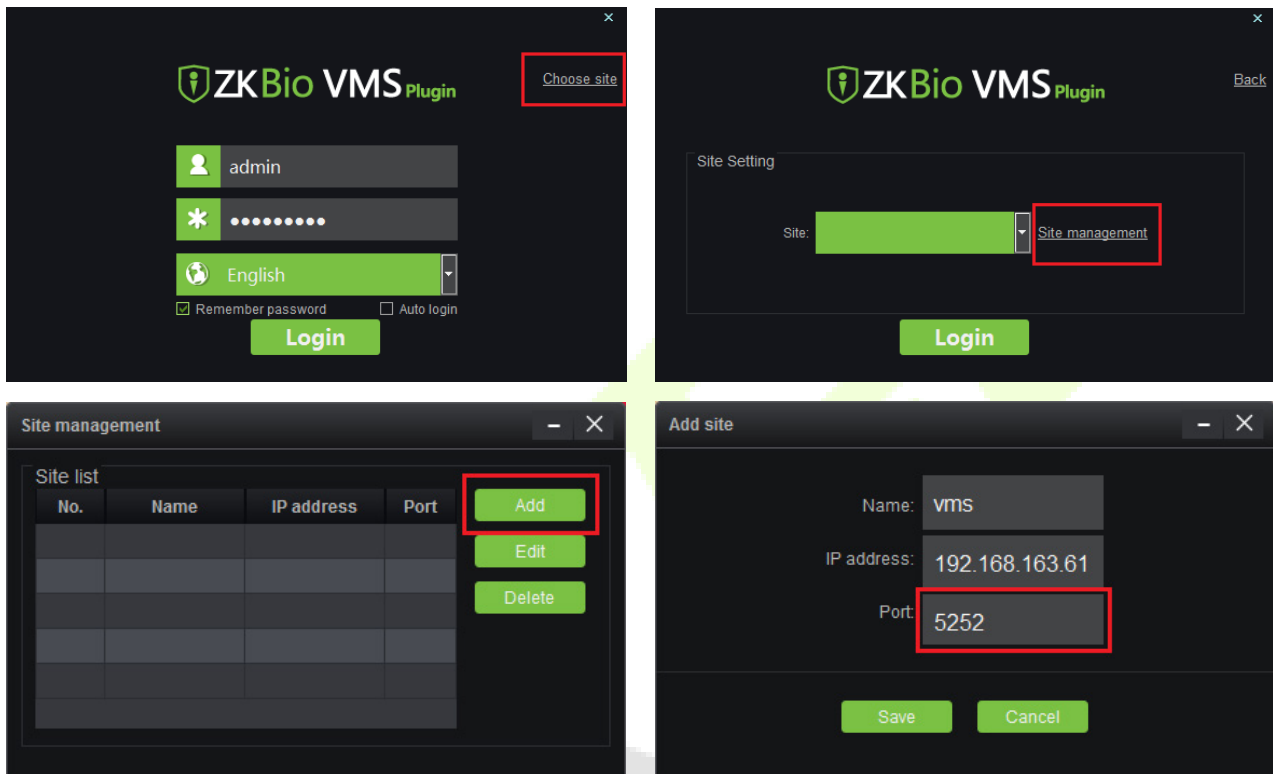 ZKBio VMS Plugin
Choose site
admin
•••••••••
English
Remember password
Auto login
Login
ZKBio VMS Plugin
Back
Site Setting
Site:
Site management
Login
Site management
Site list
No. Name IP address Port
Add
Edit
Delete
Add site
Name: vms
IP address: 192.168.163.61
Port: 5252
Save Cancel